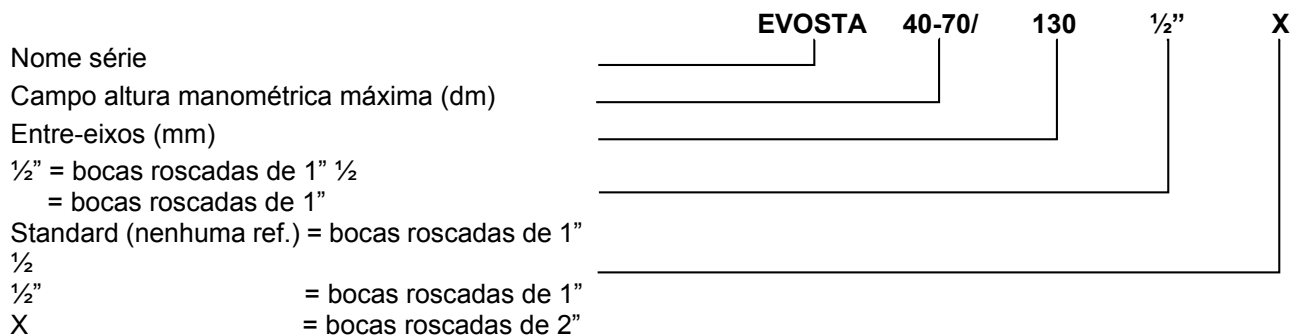 EVOSTA 40-70/ 130 ½” X
Nome série
Campo altura manométrica máxima (dm)
Entre-eixos (mm)
½” = bocas roscadas de 1” ½
= bocas roscadas de 1”
Standard (nenhuma ref.) = bocas roscadas de 1”
½
½” = bocas roscadas de 1”
X = bocas roscadas de 2”